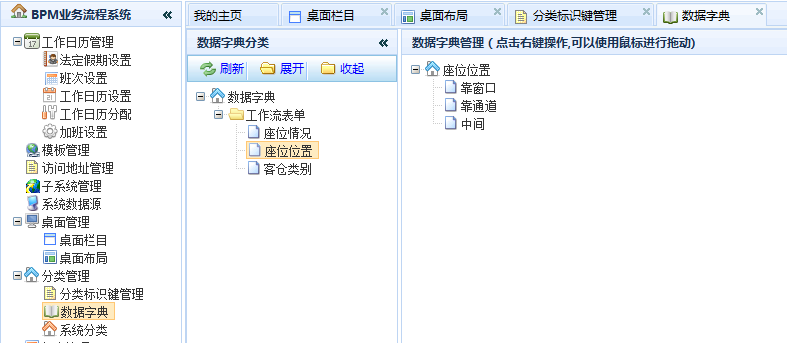 BPM业务流程系统
工作日历管理
法定假期设置
班次设置
工作日历设置
工作日历分配
加班设置
模板管理
访问地址管理
子系统管理
系统数据源
桌面管理
桌面栏目
桌面布局
分类管理
分类标识键管理
数据字典
系统分类
我的主页
桌面栏目
桌面布局
分类标识键管理
数据字典
数据字典分类
刷新
展开
收起
数据字典
工作流表单
座位情况
座位位置
客仓类别
数据字典管理（点击右键操作,可以使用鼠标进行拖动)
座位位置
靠窗口
靠通道
中间